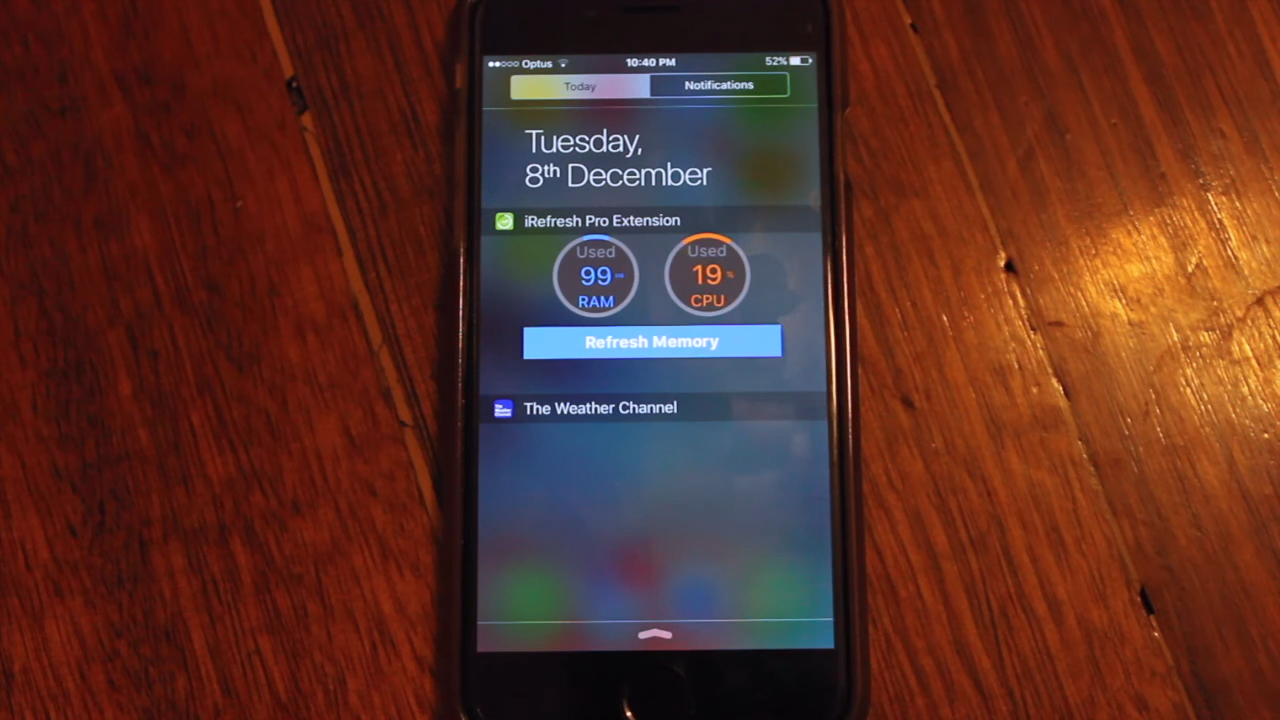 Optus 10:40 PM 52%
Today Notifications
Tuesday,
8th December
iRefresh Pro Extension
Used Used
99 19 %
RAM CPU
Refresh Memory
The Weather Channel